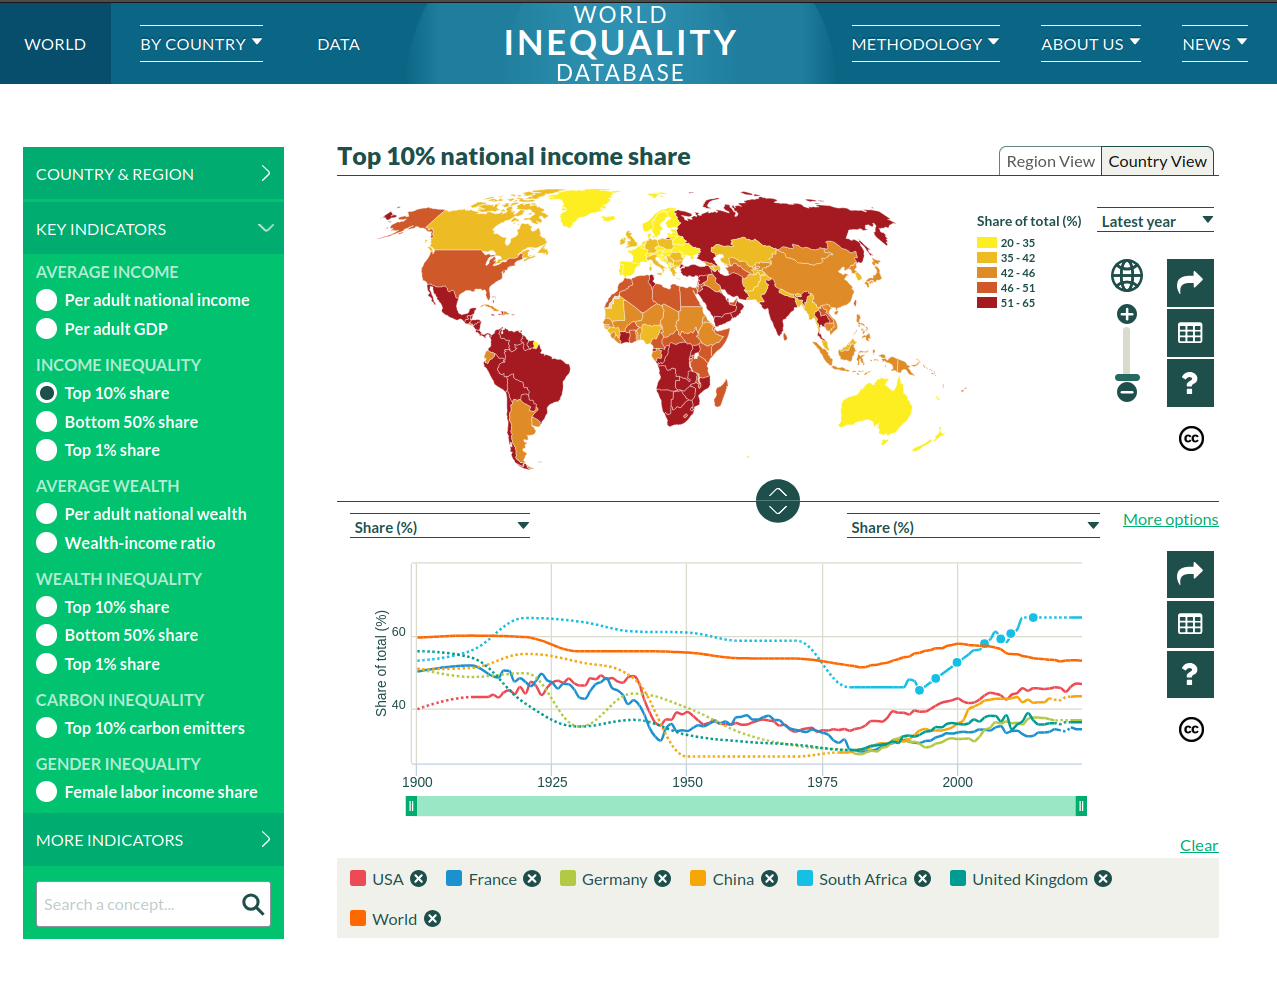 WORLD
BY COUNTRY
DATA
WORLD
INEQUALITY
DATABASE
METHODOLOGY
ABOUT US
NEWS
COUNTRY & REGION
KEY INDICATORS
AVERAGE INCOME
Per adult national income
Per adult GDP
INCOME INEQUALITY
Top 10% share
Bottom 50% share
Top 1% share
AVERAGE WEALTH
Per adult national wealth
Wealth-income ratio
WEALTH INEQUALITY
Top 10% share
Bottom 50% share
Top 1% share
CARBON INEQUALITY
Top 10% carbon emitters
GENDER INEQUALITY
Female labor income share
MORE INDICATORS
Search a concept...
Top 10% national income share
Region View
Country View
Share of total (%)
20 - 35
35 - 42
42 - 46
46 - 51
51 - 65
Latest year
?
cc
Share (%)
Share (%)
More options
Share of total (%)
60
40
1900
1925
1950
1975
2000
?
cc
Clear
USA
France
Germany
China
South Africa
United Kingdom
World